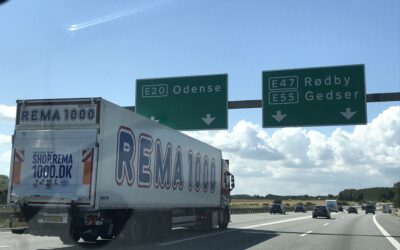 E20 Odense
E47 Rødby
E55 Gedser
REMA 1000
SHOP.REMA
1000.DK
REMA 1000